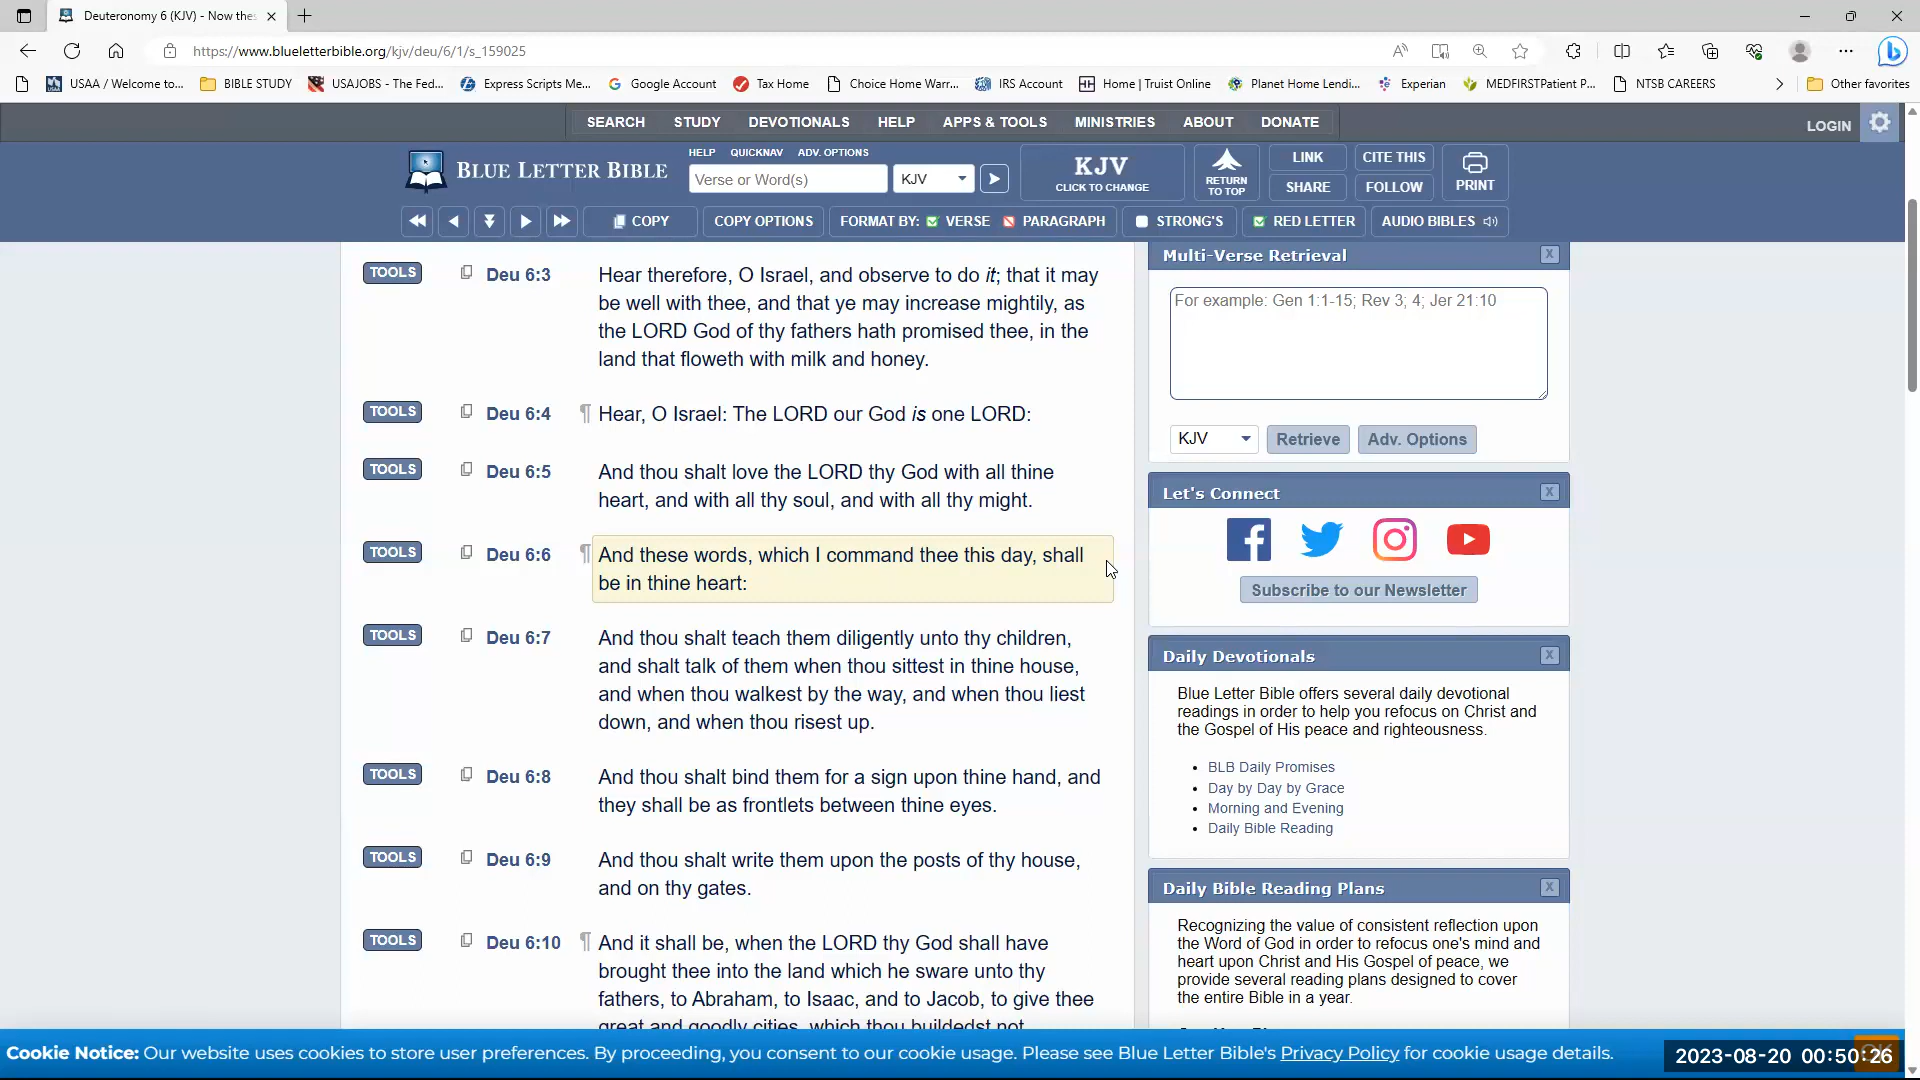 Deuteronomy 6 (KJV) - Now thes
https://www.blueletterbible.org/kjv/deu/6/1/s_159025
USAA / Welcome to... BIBLE STUDY USAJOBS - The Fed... Express Scripts Me... Google Account Tax Home Choice Home Warr... IRS Account Home | Truist Online Planet Home Lendi... Experian MEDFIRSTPatient P... NTSB CAREERS Other favorites
SEARCH STUDY DEVOTIONALS HELP APPS & TOOLS MINISTRIES ABOUT DONATE LOGIN
BLUE LETTER BIBLE
HELP QUICKNAV ADV. OPTIONS
Verse or Word(s) KJV
KJV
CLICK TO CHANGE
RETURN
TO TOP
LINK CITE THIS
SHARE FOLLOW
PRINT
COPY COPY OPTIONS FORMAT BY: VERSE PARAGRAPH STRONG'S RED LETTER AUDIO BIBLES
TOOLS Deu 6:3 Hear therefore, O Israel, and observe to do it; that it may
be well with thee, and that ye may increase mightily, as
the LORD God of thy fathers hath promised thee, in the
land that floweth with milk and honey.
TOOLS Deu 6:4 ¶ Hear, O Israel: The LORD our God is one LORD:
TOOLS Deu 6:5 And thou shalt love the LORD thy God with all thine
heart, and with all thy soul, and with all thy might.
TOOLS Deu 6:6 ¶ And these words, which I command thee this day, shall
be in thine heart:
TOOLS Deu 6:7 And thou shalt teach them diligently unto thy children,
and shalt talk of them when thou sittest in thine house,
and when thou walkest by the way, and when thou liest
down, and when thou risest up.
TOOLS Deu 6:8 And thou shalt bind them for a sign upon thine hand, and
they shall be as frontlets between thine eyes.
TOOLS Deu 6:9 And thou shalt write them upon the posts of thy house,
and on thy gates.
TOOLS Deu 6:10 ¶ And it shall be, when the LORD thy God shall have
brought thee into the land which he sware unto thy
fathers, to Abraham, to Isaac, and to Jacob, to give thee
great and goodly cities, which thou buildedst not
Multi-Verse Retrieval X
For example: Gen 1:1-15; Rev 3; 4; Jer 21:10
KJV Retrieve Adv. Options
Let's Connect X
Subscribe to our Newsletter
Daily Devotionals X
Blue Letter Bible offers several daily devotional
readings in order to help you refocus on Christ and
the Gospel of His peace and righteousness.
• BLB Daily Promises
• Day by Day by Grace
• Morning and Evening
• Daily Bible Reading
Daily Bible Reading Plans X
Recognizing the value of consistent reflection upon
the Word of God in order to refocus one's mind and
heart upon Christ and His Gospel of peace, we
provide several reading plans designed to cover
the entire Bible in a year.
Cookie Notice: Our website uses cookies to store user preferences. By proceeding, you consent to our cookie usage. Please see Blue Letter Bible's Privacy Policy for cookie usage details.
2023-08-20 00:50:26